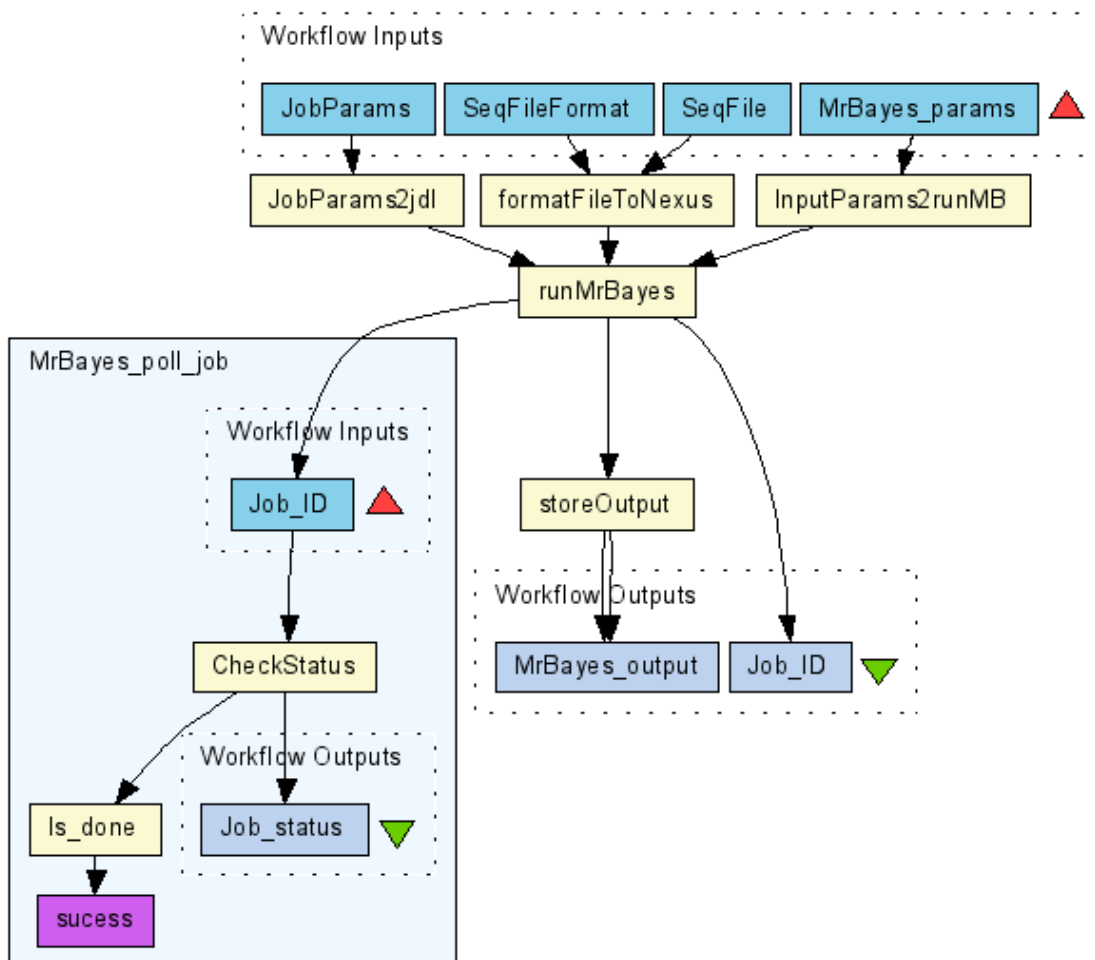 Workflow Inputs
JobParams
SeqFileFormat
SeqFile
MrBayes_params
JobParams2jdl
formatFileToNexus
InputParams2runMB
runMrBayes
MrBayes_poll_job
Workflow Inputs
Job_ID
storeOutput
Workflow Outputs
MrBayes_output
Job_ID
CheckStatus
Workflow Outputs
Is_done
Job_status
sucess